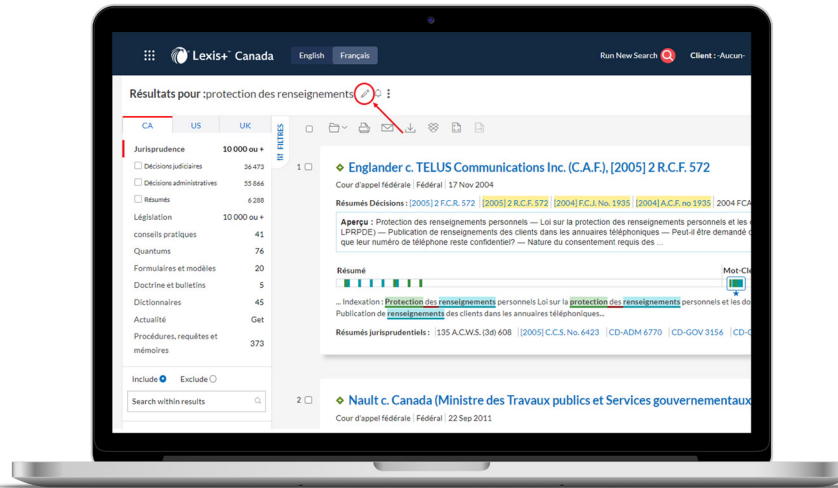 Lexis+ Canada
English Français
Run New Search
Client : -Aucun-
Résultats pour :protection des renseignements
CA US UK
FILTRES
Jurisprudence 10 000 ou +
Décisions judiciaires 36 473
Décisions administratives 55 866
Résumés 6 288
Législation 10 000 ou +
conseils pratiques 41
Quantums 76
Formulaires et modèles 20
Doctrine et bulletins 5
Dictionnaires 45
Actualité Get
Procédures, requêtes et
mémoires 373
Include Exclude
Search within results
1 Englander c. TELUS Communications Inc. (C.A.F.), [2005] 2 R.C.F. 572
Cour d'appel fédérale | Fédéral | 17 Nov 2004
Résumés Décisions : [2005] 2 F.C.R. 572 | [2005] 2 R.C.F. 572 | [2004] F.C.J. No. 1935 | [2004] A.C.F. no 1935 | 2004 FCA
Aperçu : Protection des renseignements personnels — Loi sur la protection des renseignements personnels et les
LPRPDE) — Publication de renseignements des clients dans les annuaires téléphoniques — Peut-il être demandé
que leur numéro de téléphone reste confidentiel? — Nature du consentement requis des ...
Résumé Mot-Cle
... Indexation : Protection des renseignements personnels Loi sur la protection des renseignements personnels et les do
Publication de renseignements des clients dans les annuaires téléphoniques...
Résumés jurisprudentiels : |135 A.C.W.S. (3d) 608 | [2005] C.C.S. No. 6423 | CD-ADM 6770 | CD-GOV 3156 | CD-
2 Nault c. Canada (Ministre des Travaux publics et Services gouvernementaux
Cour d'appel fédérale | Fédéral | 22 Sep 2011